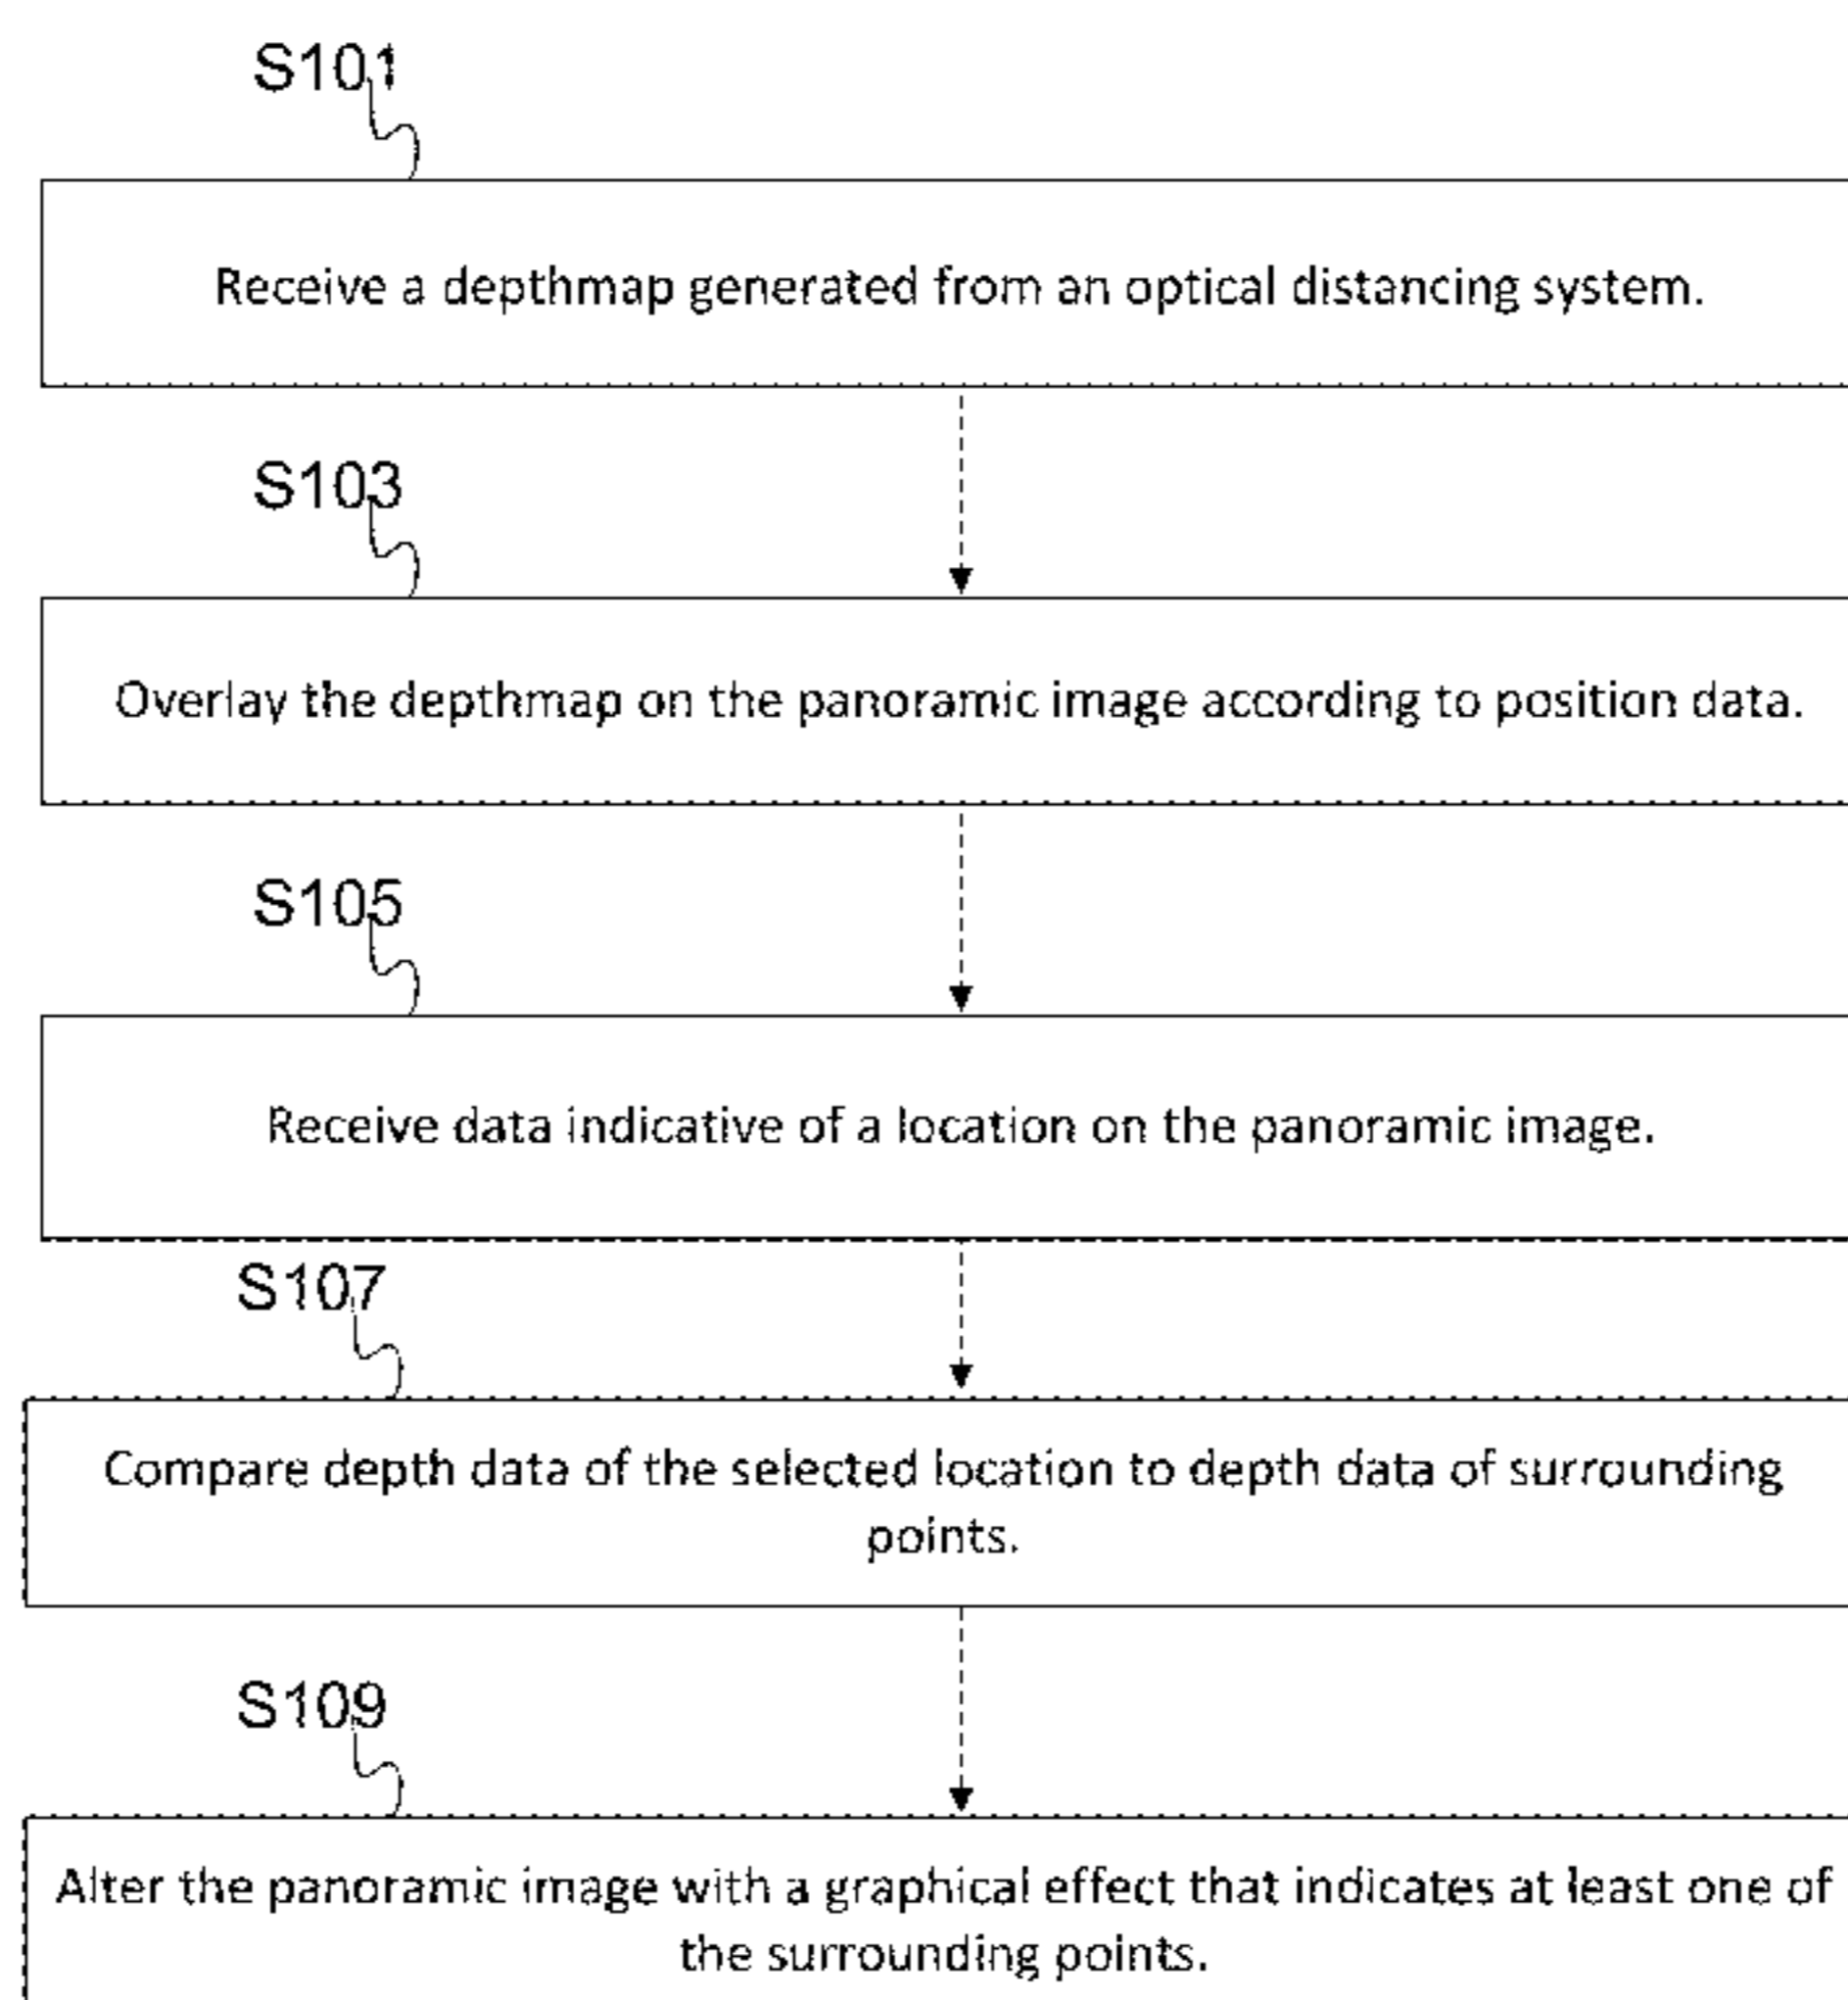 S101
Receive a depthmap generated from an optical distancing system.
S103
Overlay the depthmap on the panoramic image according to position data.
S105
Receive data indicative of a location on the panoramic image.
S107
Compare depth data of the selected location to depth data of surrounding
points.
S109
Alter the panoramic image with a graphical effect that indicates at least one of
the surrounding points.